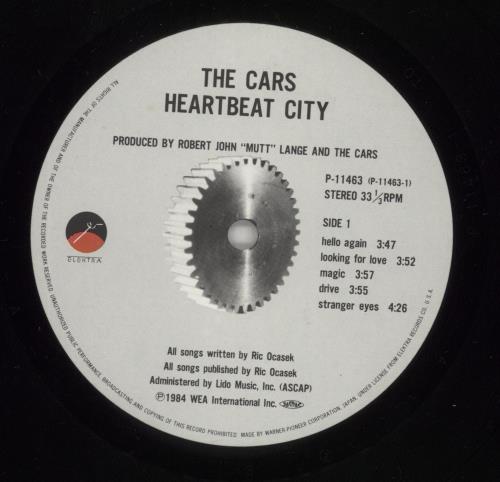 THE CARS
HEARTBEAT CITY
PRODUCED BY ROBERT JOHN "MUTT" LANGE AND THE CARS
P-11463 (P-11463-1)
STEREO 33 1/3 RPM
SIDE 1
hello again 3:47
looking for love 3:52
magic 3:57
drive 3:55
stranger eyes 4:26
ELEKTRA
All songs written by Ric Ocasek
All songs published by Ric Ocasek
Administered by Lido Music, Inc. (ASCAP)
Ⓟ1984 WEA International Inc.
ALL RIGHTS OF THE MANUFACTURER AND OF THE OWNER OF THE RECORDED WORK RESERVED. UNAUTHORIZED PUBLIC PERFORMANCE, BROADCASTING AND COPYING OF THIS RECORD PROHIBITED. MADE BY WARNER-PIONEER CORPORATION, JAPAN. UNDER LICENSE FROM ELEKTRA RECORDS CO. U.S.A.